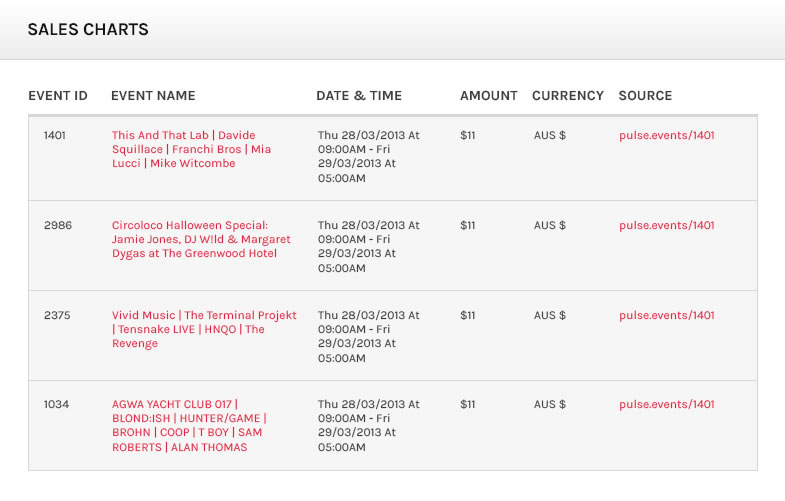 SALES CHARTS
EVENT ID EVENT NAME DATE & TIME AMOUNT CURRENCY SOURCE
1401 This And That Lab | Davide Thu 28/03/2013 At $11 AUS $ pulse.events/1401
Squillace | Franchi Bros | Mia 09:00AM - Fri
Lucci | Mike Witcombe 29/03/2013 At
05:00AM
2986 Circoloco Halloween Special: Thu 28/03/2013 At $11 AUS $ pulse.events/1401
Jamie Jones, DJ W!ld & Margaret 09:00AM - Fri
Dygas at The Greenwood Hotel 29/03/2013 At
05:00AM
2375 Vivid Music | The Terminal Projekt Thu 28/03/2013 At $11 AUS $ pulse.events/1401
| Tensnake LIVE | HNQO | The 09:00AM - Fri
Revenge 29/03/2013 At
05:00AM
1034 AGWA YACHT CLUB 017 | Thu 28/03/2013 At $11 AUS $ pulse.events/1401
BLOND:ISH | HUNTER/GAME | 09:00AM - Fri
BROHN | COOP | T BOY | SAM 29/03/2013 At
ROBERTS | ALAN THOMAS 05:00AM